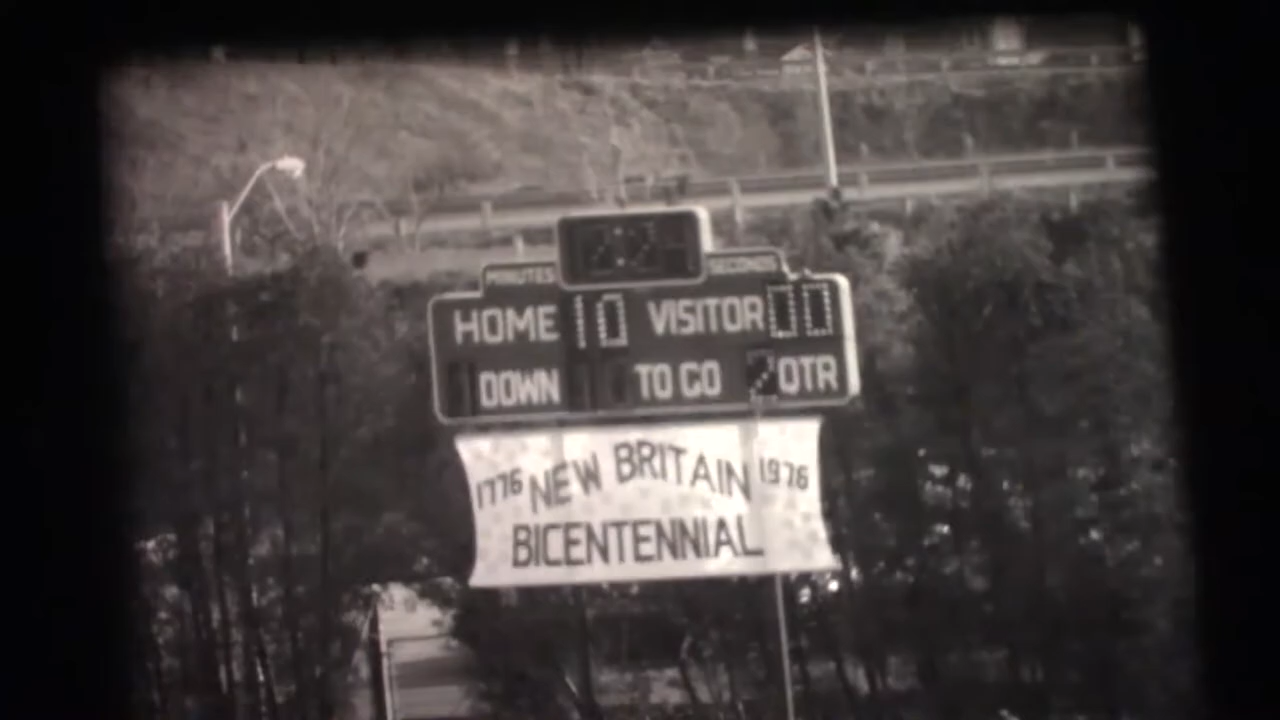 MINUTES SECONDS
HOME 10 VISITOR 00
DOWN TO GO 2 QTR
1776 NEW BRITAIN 1976
BICENTENNIAL